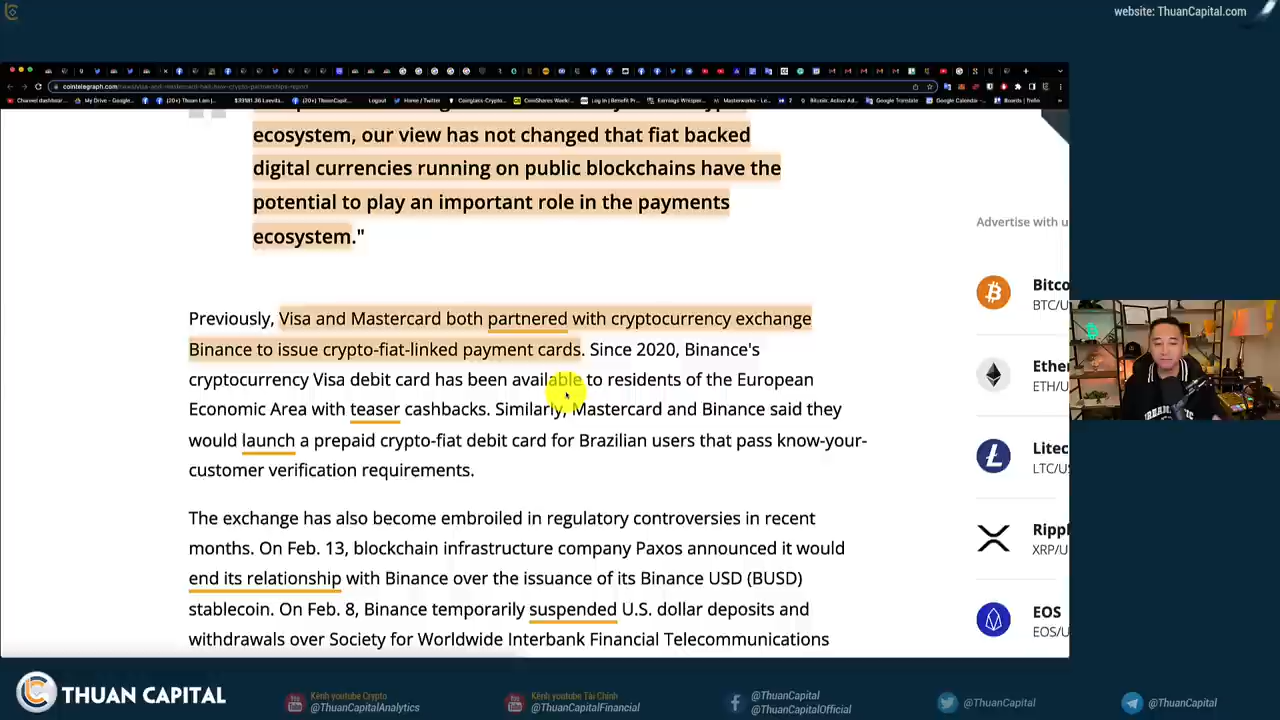 website: ThuanCapital.com
ecosystem, our view has not changed that fiat backed
digital currencies running on public blockchains have the
potential to play an important role in the payments
ecosystem."
Advertise with u
Previously, Visa and Mastercard both partnered with cryptocurrency exchange
Binance to issue crypto-fiat-linked payment cards. Since 2020, Binance's
cryptocurrency Visa debit card has been available to residents of the European
Economic Area with teaser cashbacks. Similarly, Mastercard and Binance said they
would launch a prepaid crypto-fiat debit card for Brazilian users that pass know-your-
customer verification requirements.
The exchange has also become embroiled in regulatory controversies in recent
months. On Feb. 13, blockchain infrastructure company Paxos announced it would
end its relationship with Binance over the issuance of its Binance USD (BUSD)
stablecoin. On Feb. 8, Binance temporarily suspended U.S. dollar deposits and
withdrawals over Society for Worldwide Interbank Financial Telecommunications
Bitco
BTC/U
Ether
ETH/U
Litec
LTC/US
Rippl
XRP/U
EOS
EOS/U
THUAN CAPITAL
Kênh youtube Crypto
@ThuanCapitalAnalytics
Kênh youtube Tài Chính
@ThuanCapitalFinancial
@ThuanCapital
@ThuanCapitalOfficial
@ThuanCapital
@ThuanCapital